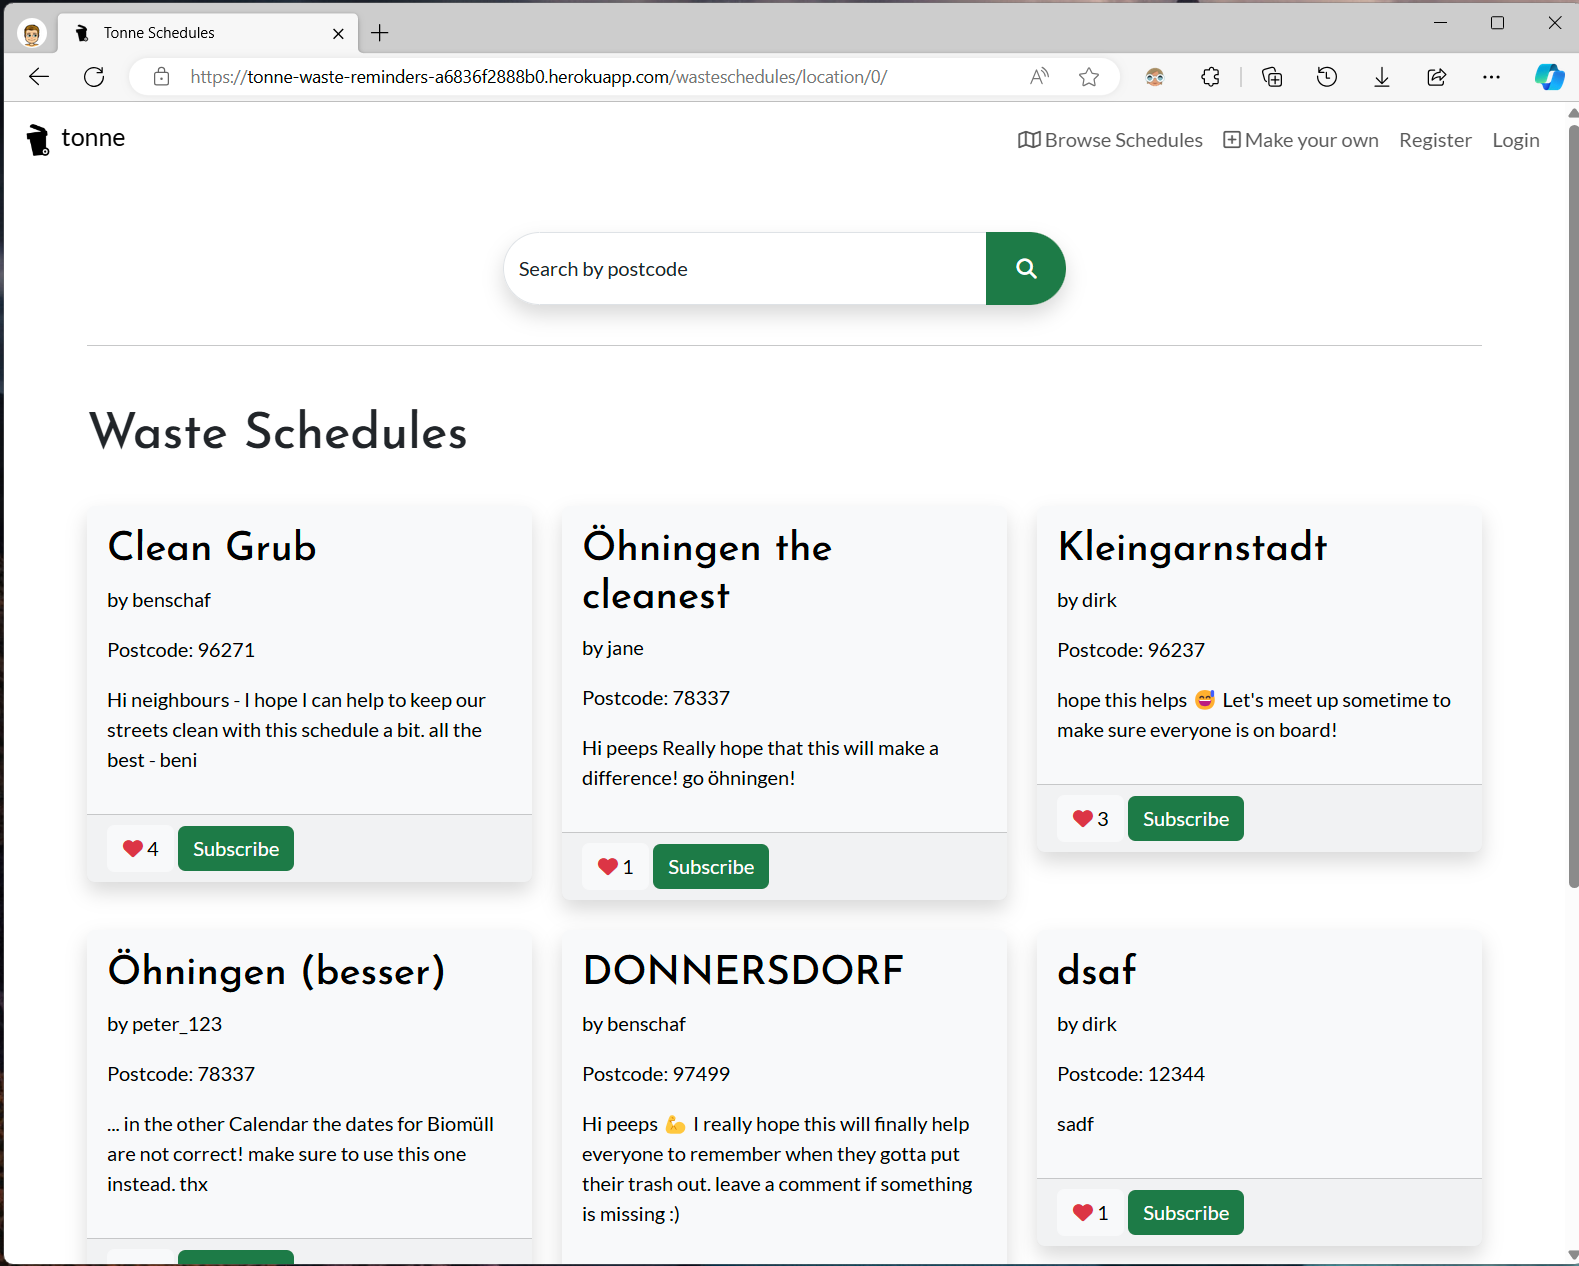 Tonne Schedules
https://tonne-waste-reminders-a6836f2888b0.herokuapp.com/wasteschedules/location/0/
tonne
Browse Schedules
Make your own
Register
Login
Search by postcode
Waste Schedules
Clean Grub
by benschaf
Postcode: 96271
Hi neighbours - I hope I can help to keep our
streets clean with this schedule a bit. all the
best - beni
4
Subscribe
Öhningen the
cleanest
by jane
Postcode: 78337
Hi peeps Really hope that this will make a
difference! go öhningen!
1
Subscribe
Kleingarnstadt
by dirk
Postcode: 96237
hope this helps 😅 Let's meet up sometime to
make sure everyone is on board!
3
Subscribe
Öhningen (besser)
by peter_123
Postcode: 78337
... in the other Calendar the dates for Biomüll
are not correct! make sure to use this one
instead. thx
DONNERSDORF
by benschaf
Postcode: 97499
Hi peeps 💪 I really hope this will finally help
everyone to remember when they gotta put
their trash out. leave a comment if something
is missing :)
dsaf
by dirk
Postcode: 12344
sadf
1
Subscribe